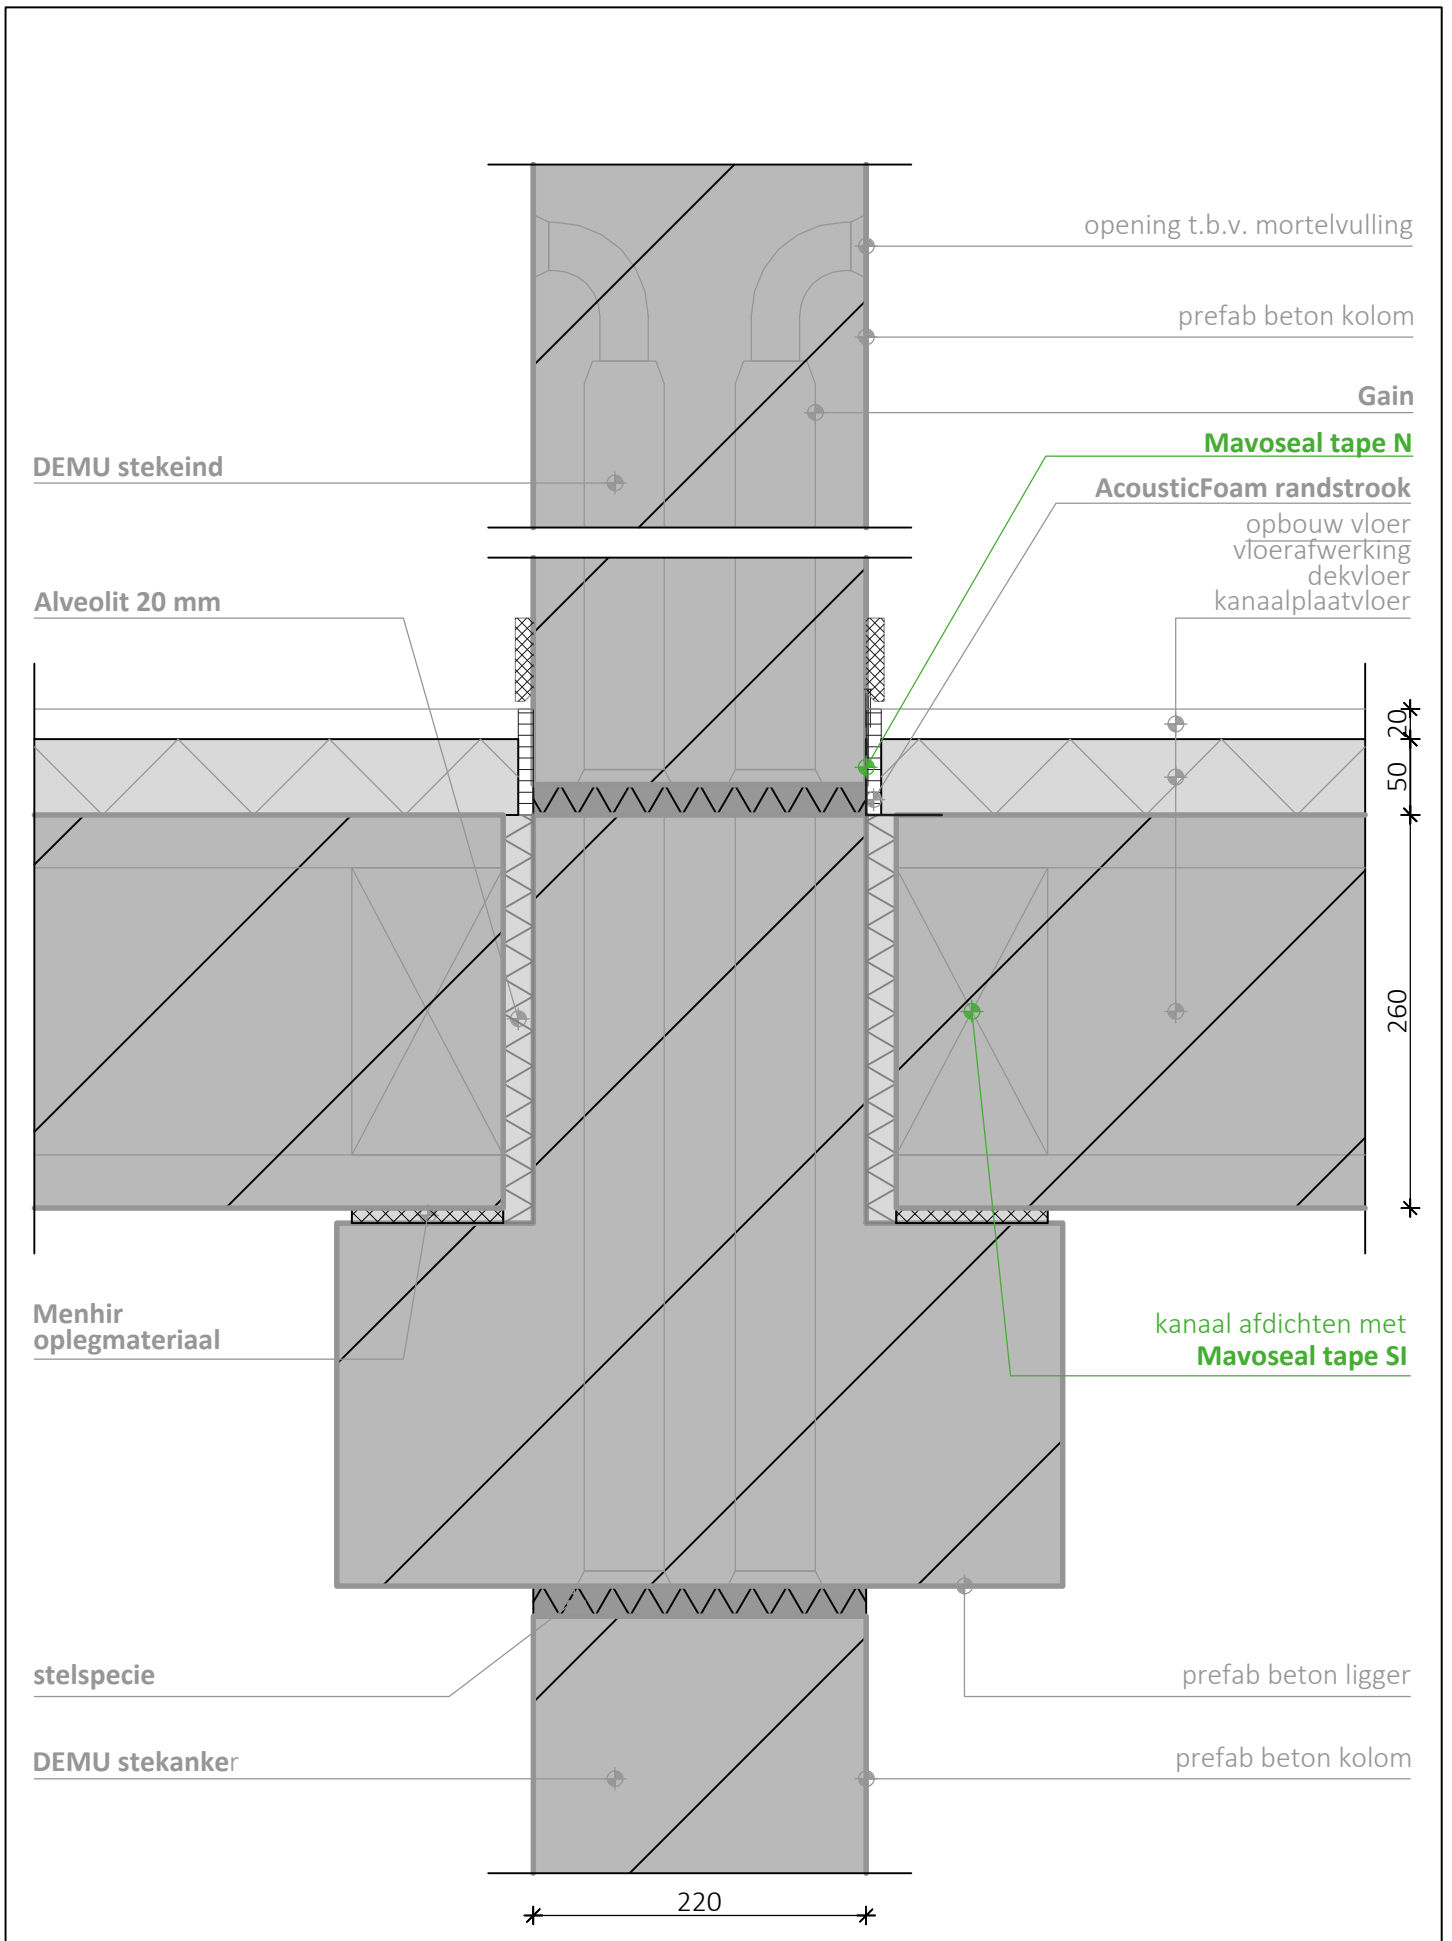 opening t.b.v. mortelvulling
prefab beton kolom
Gain
Mavoseal tape N
DEMU stekeind
AcousticFoam randstrook
opbouw vloer
vloerafwerking
dekvloer
kanaalplaatvloer
Alveolit 20 mm
20
50
260
Menhir
oplegmateriaal
kanaal afdichten met
Mavoseal tape SI
stelspecie
prefab beton ligger
DEMU stekanker
prefab beton kolom
220